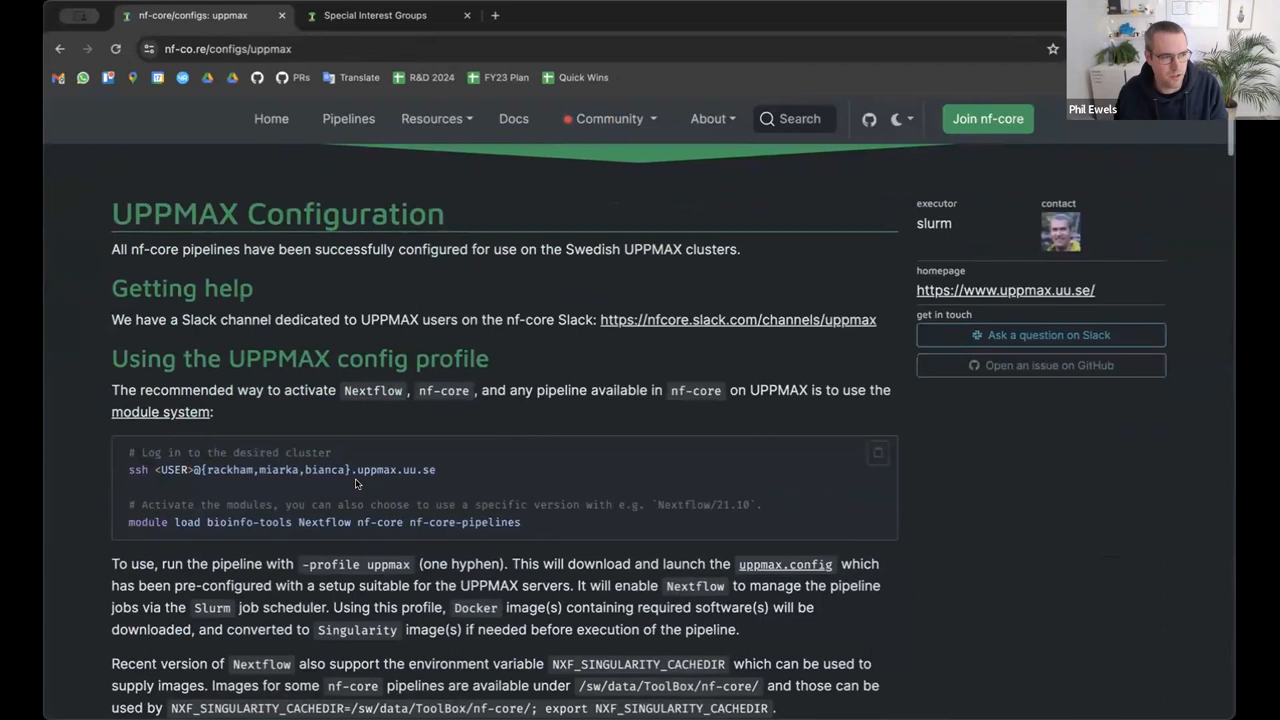 nf-core/configs: uppmax
Special Interest Groups
nf-co.re/configs/uppmax
PRs
Translate
R&D 2024
FY23 Plan
Quick Wins
Phil Ewels
Home
Pipelines
Resources
Docs
Community
About
Search
Join nf-core
UPPMAX Configuration
All nf-core pipelines have been successfully configured for use on the Swedish UPPMAX clusters.
Getting help
We have a Slack channel dedicated to UPPMAX users on the nf-core Slack: https://nfcore.slack.com/channels/uppmax
Using the UPPMAX config profile
The recommended way to activate Nextflow, nf-core, and any pipeline available in nf-core on UPPMAX is to use the
module system:
# Log in to the desired cluster
ssh <USER>@{rackham,miarka,bianca}.uppmax.uu.se
# Activate the modules, you can also choose to use a specific version with e.g. `Nextflow/21.10`.
module load bioinfo-tools Nextflow nf-core nf-core-pipelines
To use, run the pipeline with -profile uppmax (one hyphen). This will download and launch the uppmax.config which
has been pre-configured with a setup suitable for the UPPMAX servers. It will enable Nextflow to manage the pipeline
jobs via the Slurm job scheduler. Using this profile, Docker image(s) containing required software(s) will be
downloaded, and converted to Singularity image(s) if needed before execution of the pipeline.
Recent version of Nextflow also support the environment variable NXF_SINGULARITY_CACHEDIR which can be used to
supply images. Images for some nf-core pipelines are available under /sw/data/ToolBox/nf-core/ and those can be
used by NXF_SINGULARITY_CACHEDIR=/sw/data/ToolBox/nf-core/; export NXF_SINGULARITY_CACHEDIR.
executor
slurm
contact
homepage
https://www.uppmax.uu.se/
get in touch
Ask a question on Slack
Open an issue on GitHub